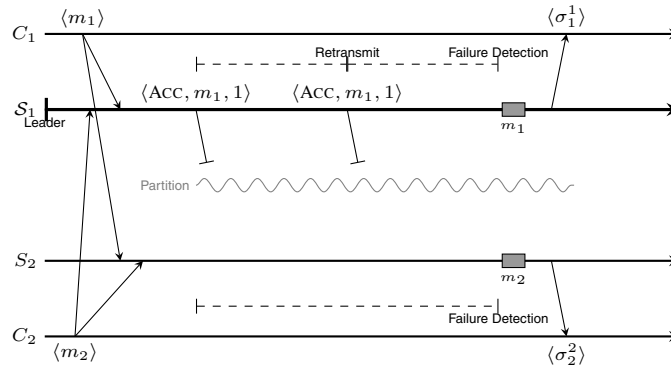 ⟨m₁⟩
⟨σ₁¹⟩
C₁
Retransmit
Failure Detection
⟨ACC, m₁, 1⟩
⟨ACC, m₁, 1⟩
S₁
Leader
m₁
Partition
S₂
m₂
Failure Detection
C₂
⟨m₂⟩
⟨σ₂²⟩